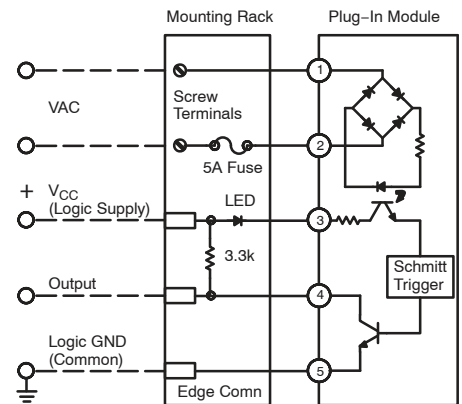 Mounting Rack
Plug–In Module
1
VAC
Screw
Terminals
2
5A Fuse
+
VCC
(Logic Supply)
LED
3
3.3k
Schmitt
Trigger
Output
4
Logic GND
(Common)
5
Edge Comn